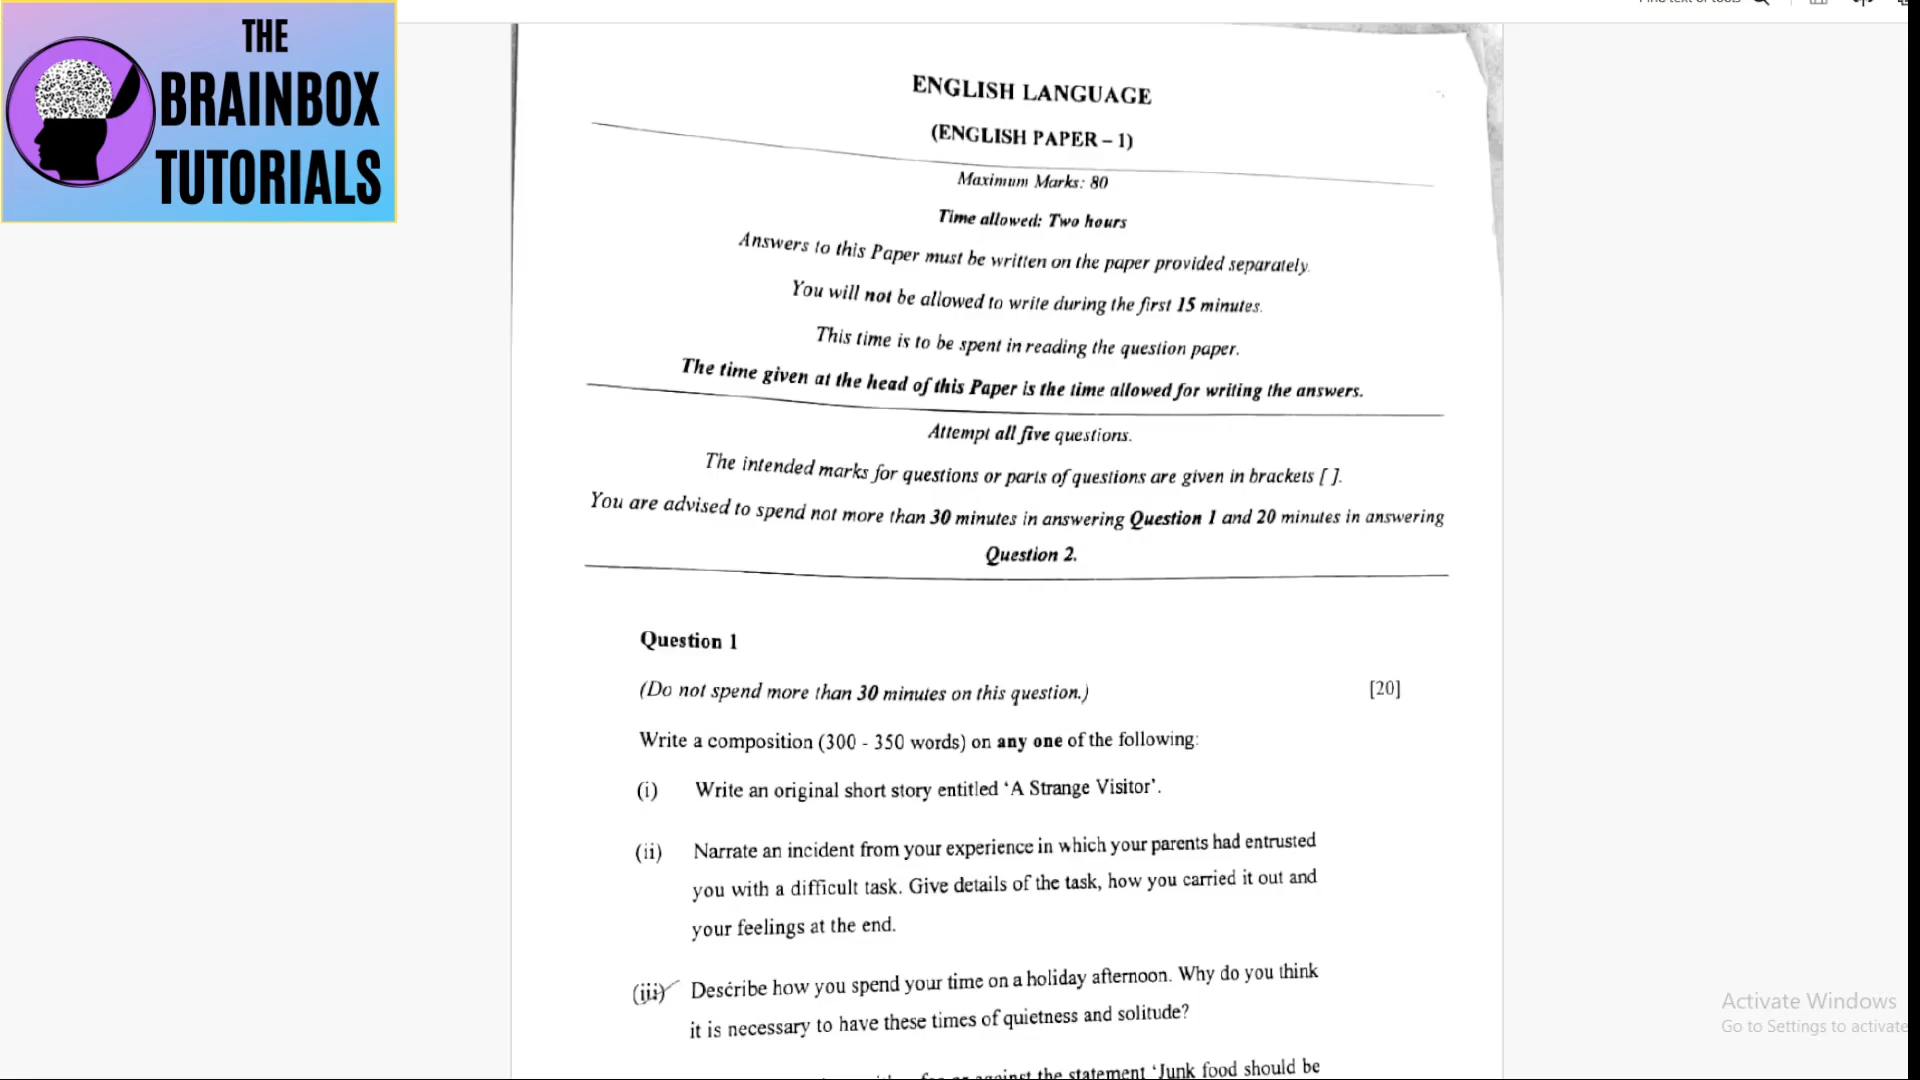 THE
BRAINBOX
TUTORIALS
ENGLISH LANGUAGE
(ENGLISH PAPER – 1)
Maximum Marks: 80
Time allowed: Two hours
Answers to this Paper must be written on the paper provided separately.
You will not be allowed to write during the first 15 minutes.
This time is to be spent in reading the question paper.
The time given at the head of this Paper is the time allowed for writing the answers.
Attempt all five questions.
The intended marks for questions or parts of questions are given in brackets [ ].
You are advised to spend not more than 30 minutes in answering Question 1 and 20 minutes in answering
Question 2.
Question 1
(Do not spend more than 30 minutes on this question.) [20]
Write a composition (300 - 350 words) on any one of the following:
(i) Write an original short story entitled ‘A Strange Visitor’.
(ii) Narrate an incident from your experience in which your parents had entrusted
you with a difficult task. Give details of the task, how you carried it out and
your feelings at the end.
(iii) Describe how you spend your time on a holiday afternoon. Why do you think
it is necessary to have these times of quietness and solitude?
against the statement ‘Junk food should be
Activate Windows
Go to Settings to activate